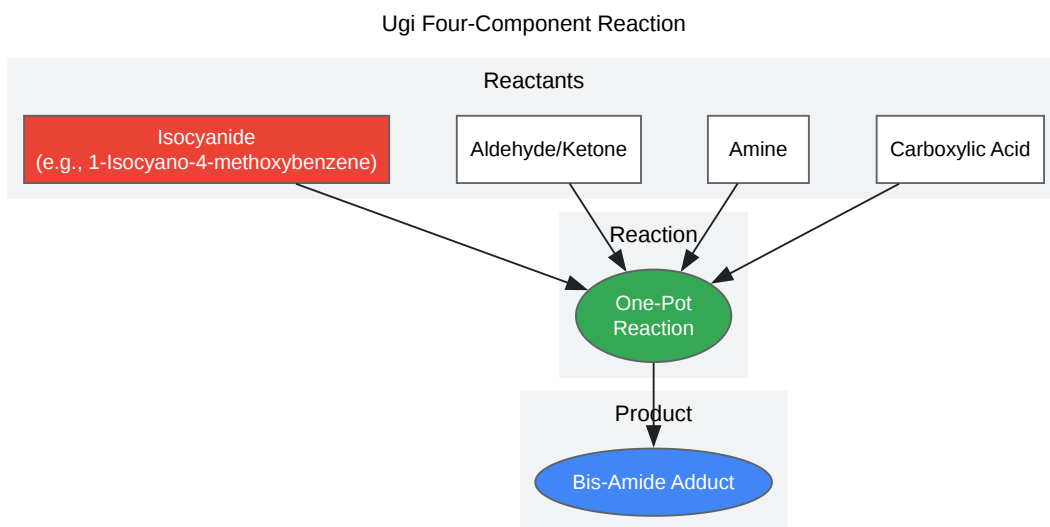 Ugi Four-Component Reaction
Reactants
Isocyanide
(e.g., 1-Isocyano-4-methoxybenzene)
Aldehyde/Ketone
Amine
Carboxylic Acid
Reaction
One-Pot
Reaction
Product
Bis-Amide Adduct